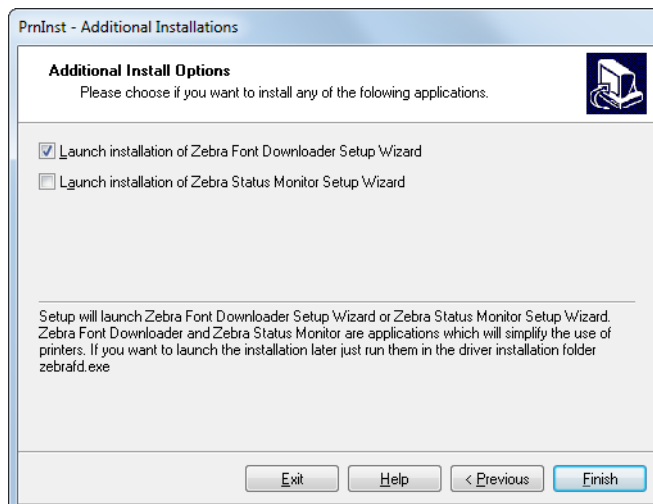 PrnInst - Additional Installations
Additional Install Options
Please choose if you want to install any of the folowing applications.
Launch installation of Zebra Font Downloader Setup Wizard
Launch installation of Zebra Status Monitor Setup Wizard
Setup will launch Zebra Font Downloader Setup Wizard or Zebra Status Monitor Setup Wizard.
Zebra Font Downloader and Zebra Status Monitor are applications which will simplify the use of
printers. If you want to launch the installation later just run them in the driver installation folder
zebrafd.exe
Exit Help < Previous Finish